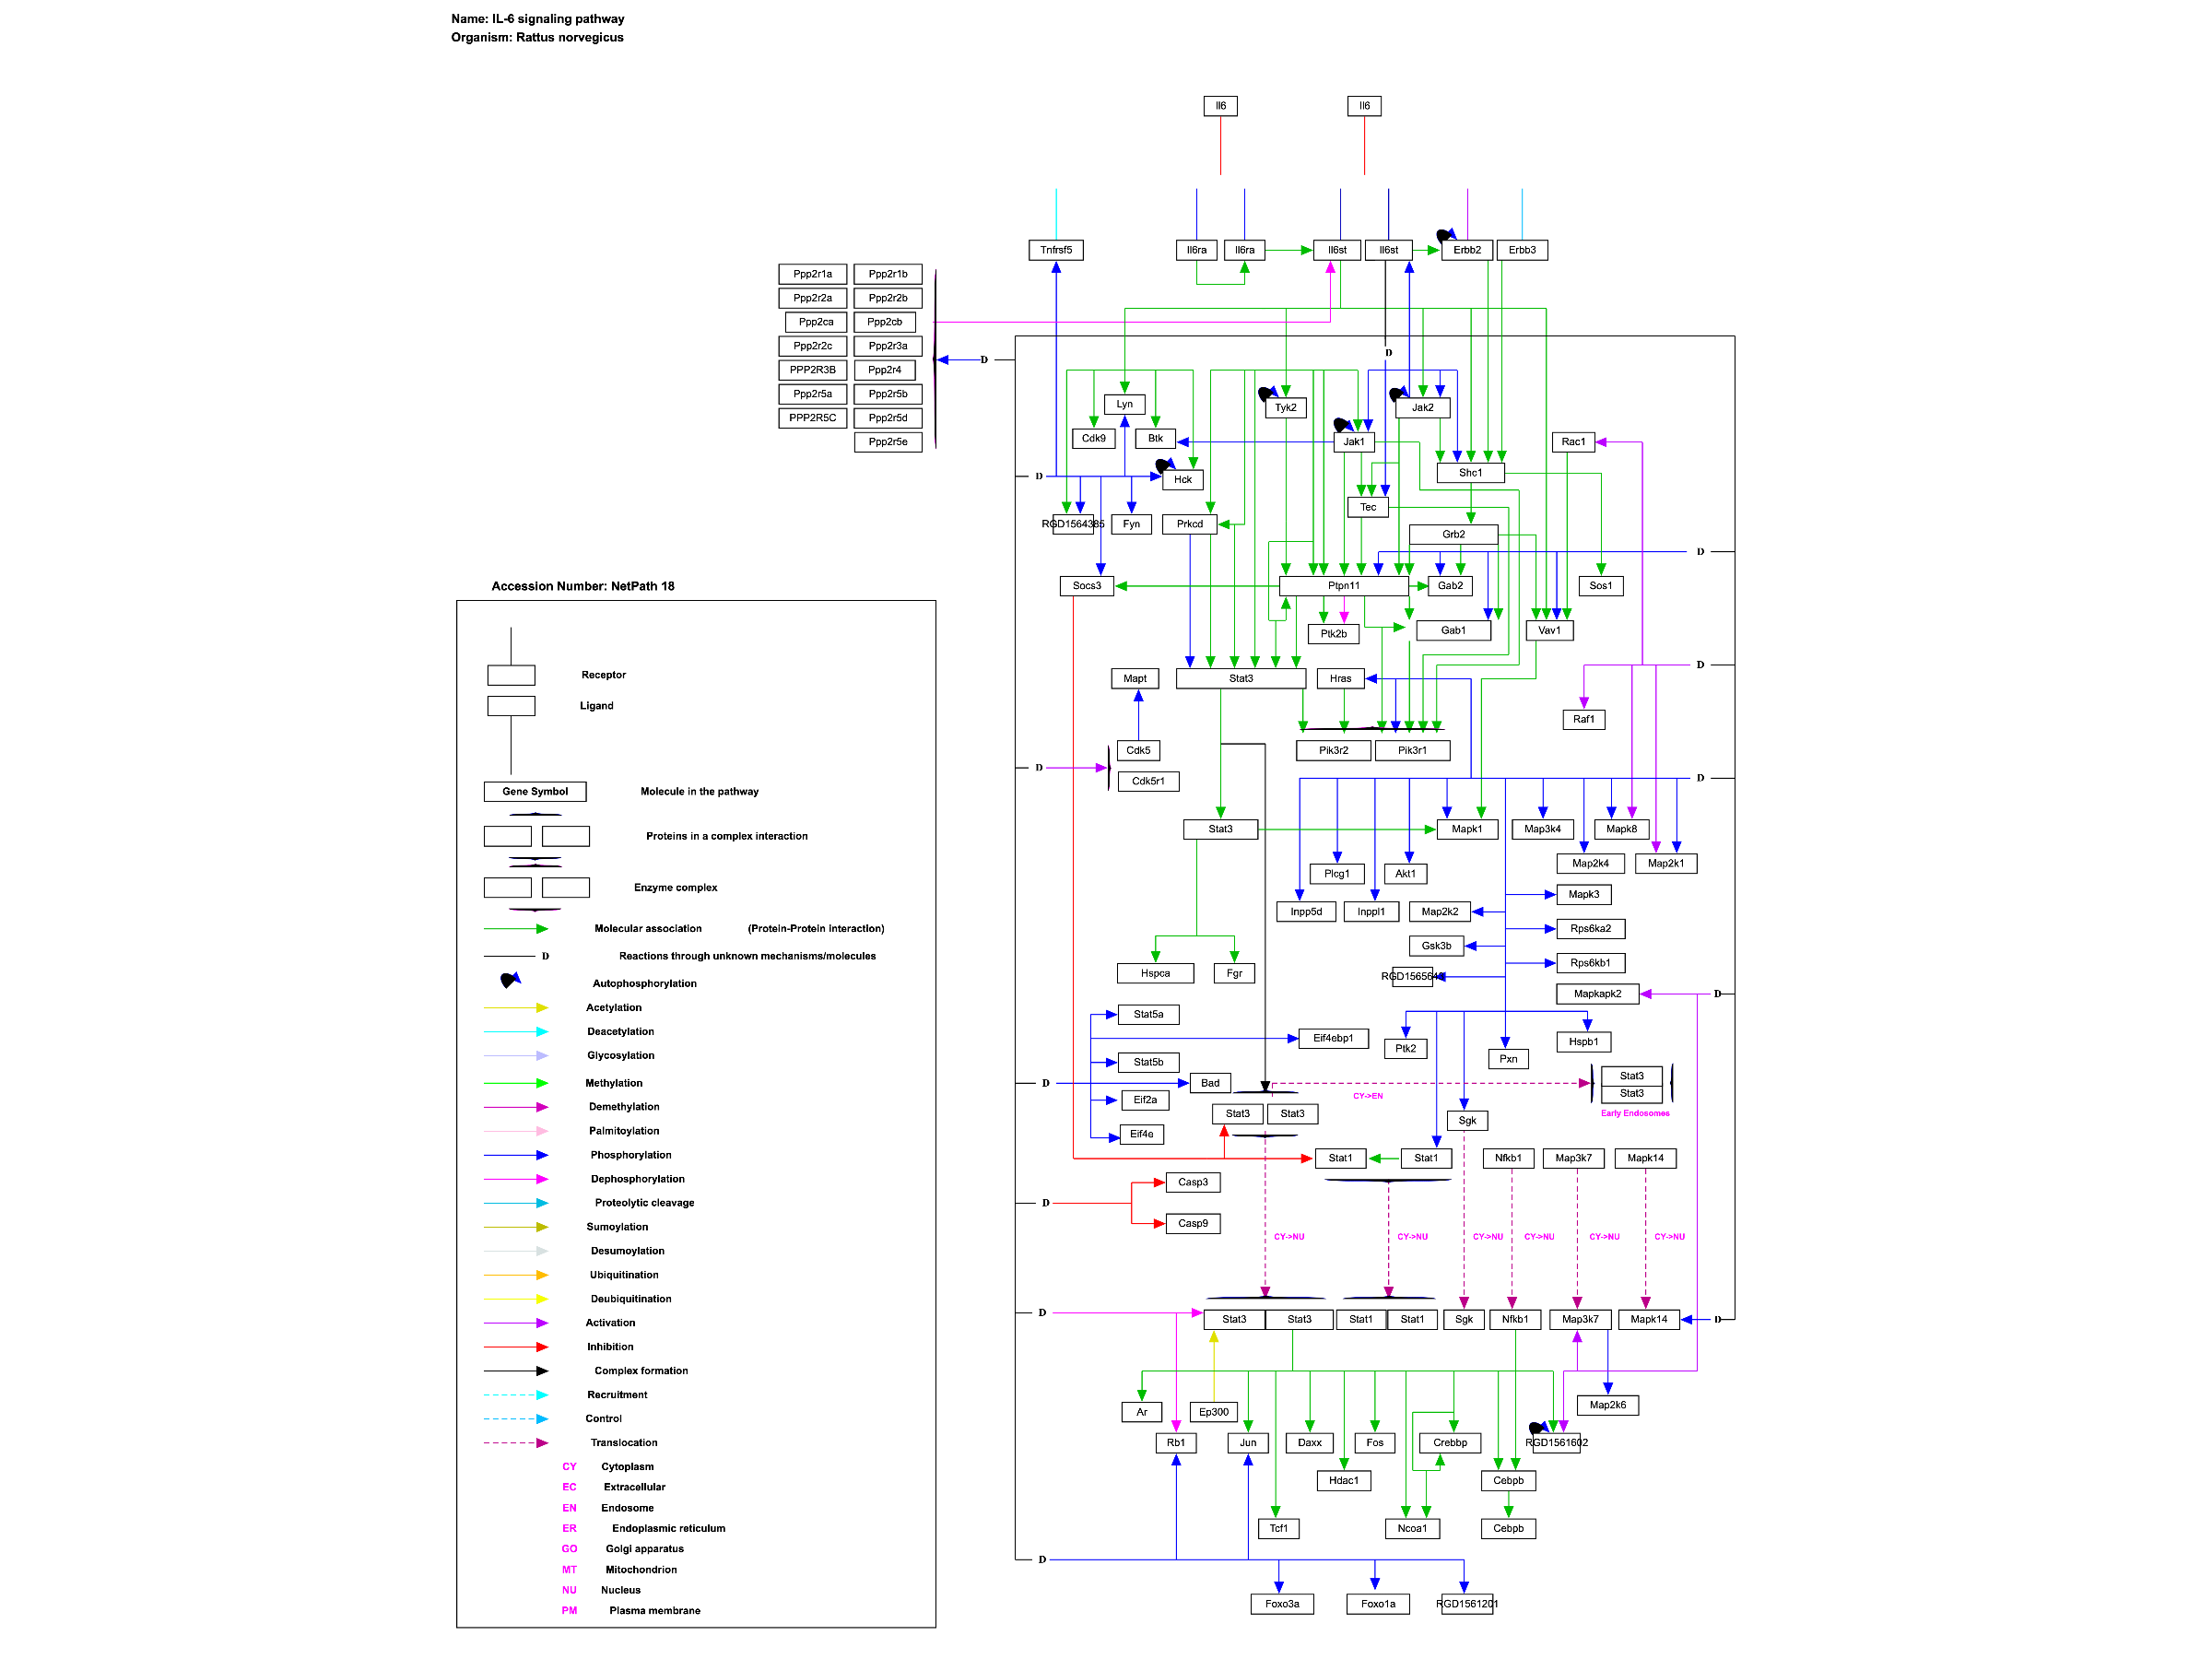 Name: IL-6 signaling pathway
Organism: Rattus norvegicus
Il6 Il6
Tnfrsf5 Il6ra Il6ra Il6st Il6st Erbb2 Erbb3
Ppp2r1a Ppp2r1b
Ppp2r2a Ppp2r2b
Ppp2ca Ppp2cb
Ppp2r2c Ppp2r3a
D
D
PPP2R3B Ppp2r4
Ppp2r5a Ppp2r5b
PPP2R5C Ppp2r5d
Ppp2r5e
Lyn Tyk2 Jak2
Cdk9 Btk Jak1 Rac1
D Hck Shc1
Tec
RGD1564385 Fyn Prkcd
Grb2
D
Socs3 Ptpn11 Gab2 Sos1
Ptk2b Gab1 Vav1
D
Mapt Stat3 Hras
Raf1
Cdk5 Pik3r2 Pik3r1
D Cdk5r1 D
Stat3 Mapk1 Map3k4 Mapk8
Map2k4 Map2k1
Plcg1 Akt1
Mapk3
Inpp5d Inppl1 Map2k2
Rps6ka2
Gsk3b
Rps6kb1
Hspca Fgr
Mapkapk2 D
Stat5a
Eif4ebp1 Ptk2 Hspb1
Stat5b Pxn
D Bad Stat3
Stat3
CY->EN
Eif2a Early Endosomes
Stat3 Stat3 Sgk
Eif4e
Stat1 Stat1 Nfkb1 Map3k7 Mapk14
Casp3
D
Casp9
CY->NU CY->NU CY->NU CY->NU CY->NU CY->NU
D
Stat3 Stat3 Stat1 Stat1 Sgk Nfkb1 Map3k7 Mapk14 D
Map2k6
Ar Ep300
Rb1 Jun Daxx Fos Crebbp RGD1561602
Hdac1 Cebpb
Tcf1 Ncoa1 Cebpb
D
Foxo3a Foxo1a RGD1561201
Accession Number: NetPath 18
Receptor
Ligand
Gene Symbol Molecule in the pathway
Proteins in a complex interaction
Enzyme complex
Molecular association (Protein-Protein interaction)
D Reactions through unknown mechanisms/molecules
Autophosphorylation
Acetylation
Deacetylation
Glycosylation
Methylation
Demethylation
Palmitoylation
Phosphorylation
Dephosphorylation
Proteolytic cleavage
Sumoylation
Desumoylation
Ubiquitination
Deubiquitination
Activation
Inhibition
Complex formation
Recruitment
Control
Translocation
CY Cytoplasm
EC Extracellular
EN Endosome
ER Endoplasmic reticulum
GO Golgi apparatus
MT Mitochondrion
NU Nucleus
PM Plasma membrane